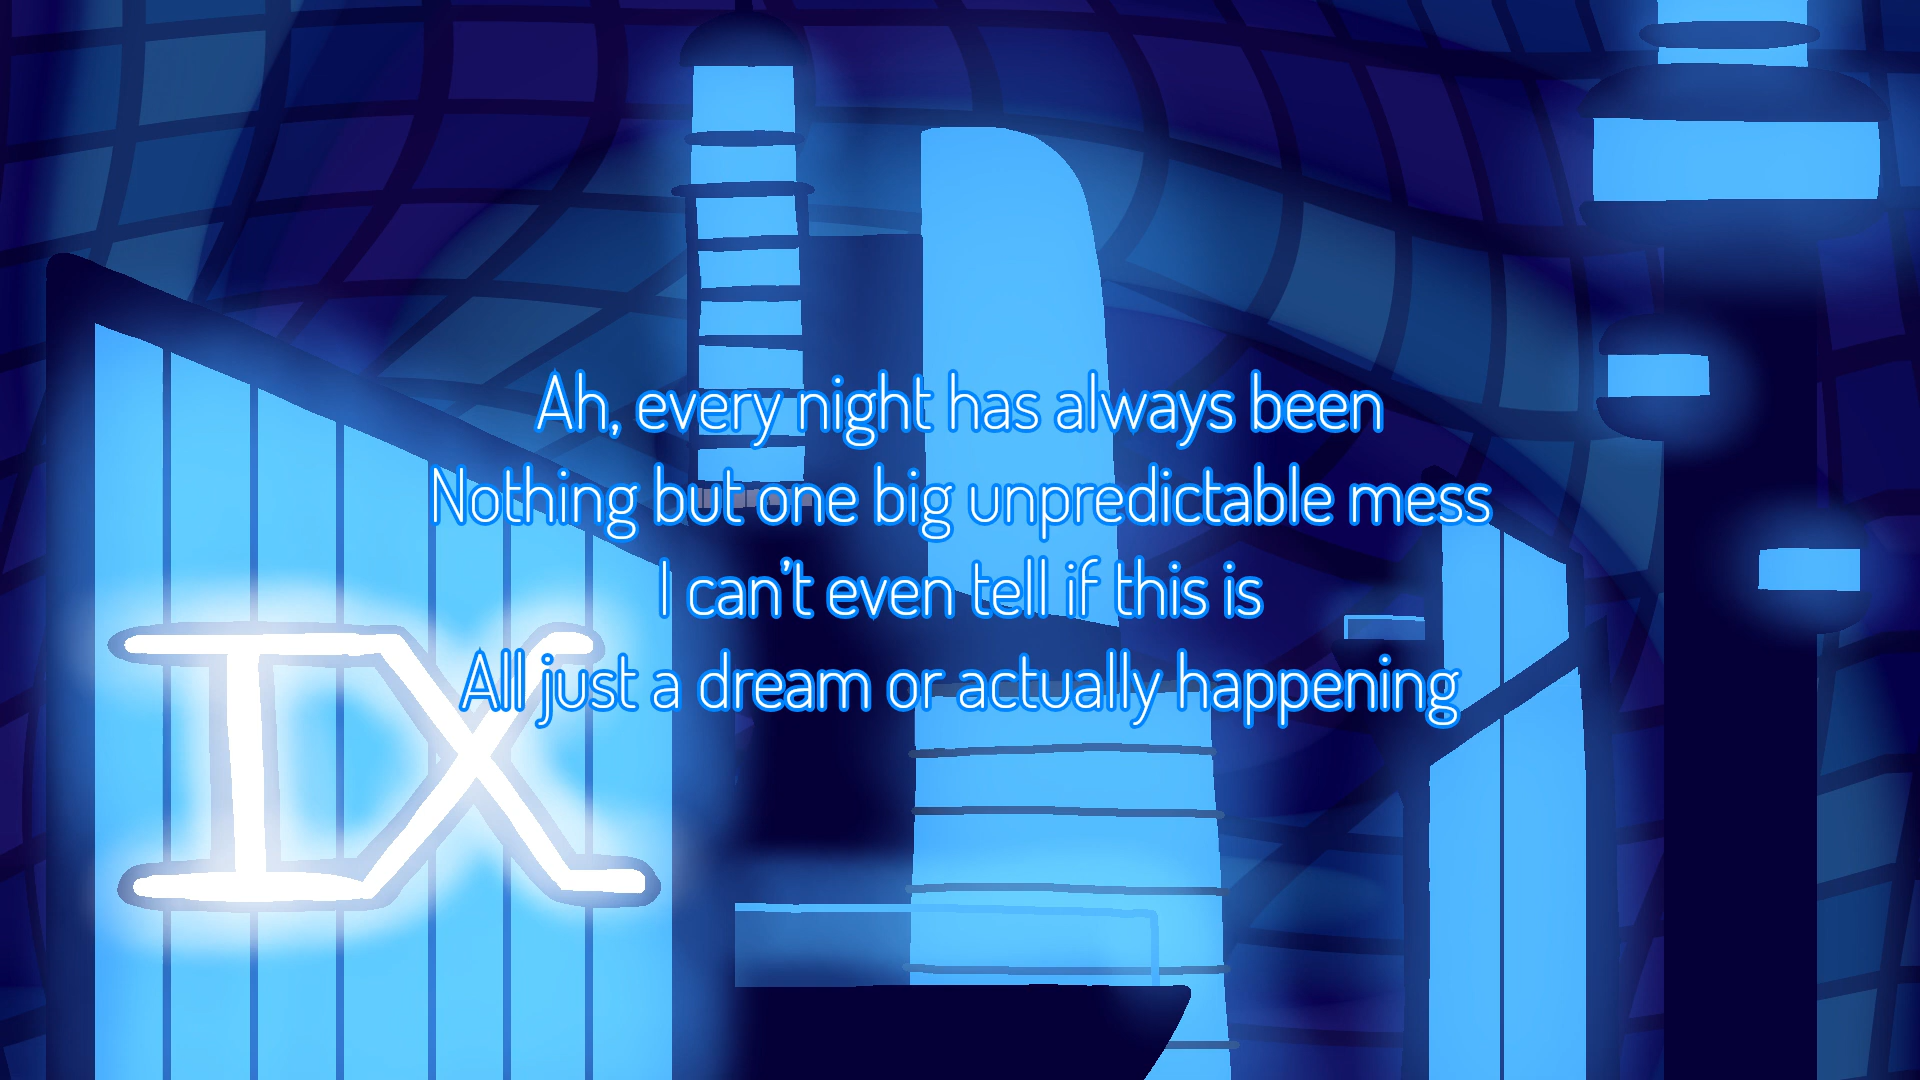 Ah, every night has always been
Nothing but one big unpredictable mess
I can't even tell if this is
All just a dream or actually happening
IX